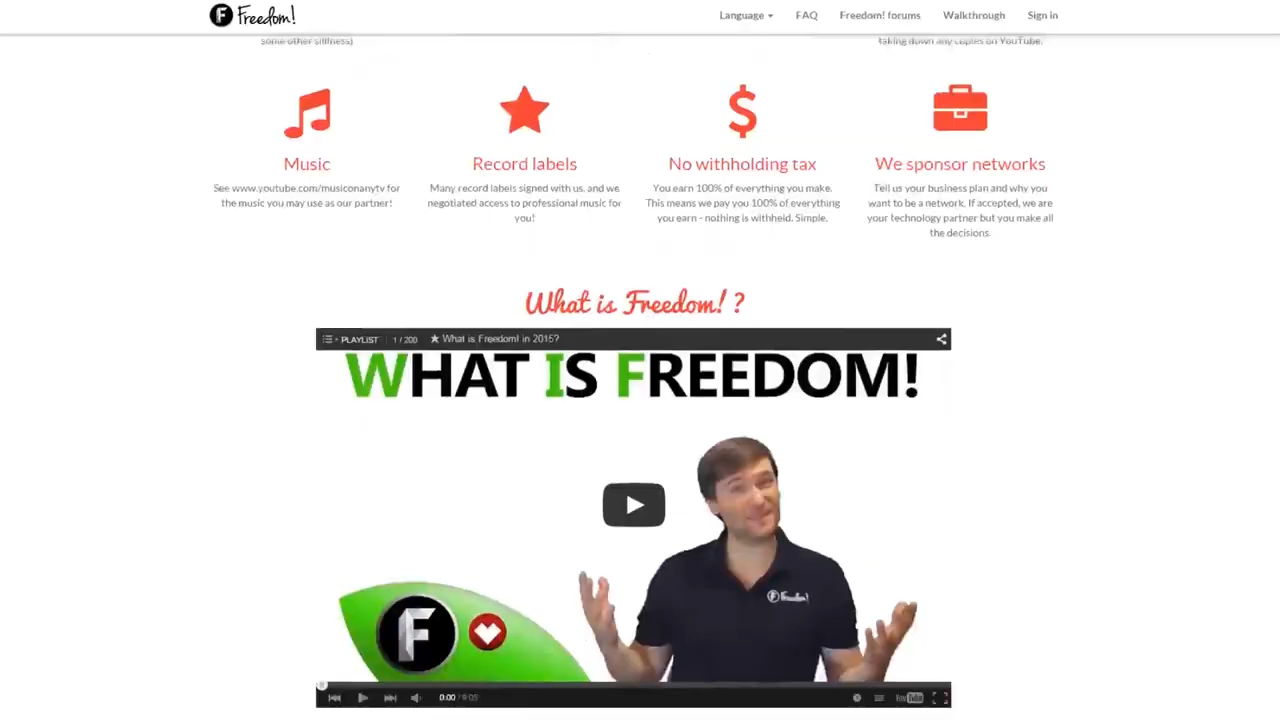 Freedom!
Language
FAQ
Freedom! forums
Walkthrough
Sign in
some other silliness)
taking down any copies on YouTube.
Music
Record labels
No withholding tax
We sponsor networks
See www.youtube.com/musiconanytv for
the music you may use as our partner!
Many record labels signed with us, and we
negotiated access to professional music for
you!
You earn 100% of everything you make.
This means we pay you 100% of everything
you earn - nothing is withheld. Simple.
Tell us your business plan and why you
want to be a network. If accepted, we are
your technology partner but you make all
the decisions.
What is Freedom! ?
PLAYLIST 1 / 200 ★ What is Freedom! in 2015?
WHAT IS FREEDOM!
F
Freedom!
F
0:00 / 9:05
YouTube